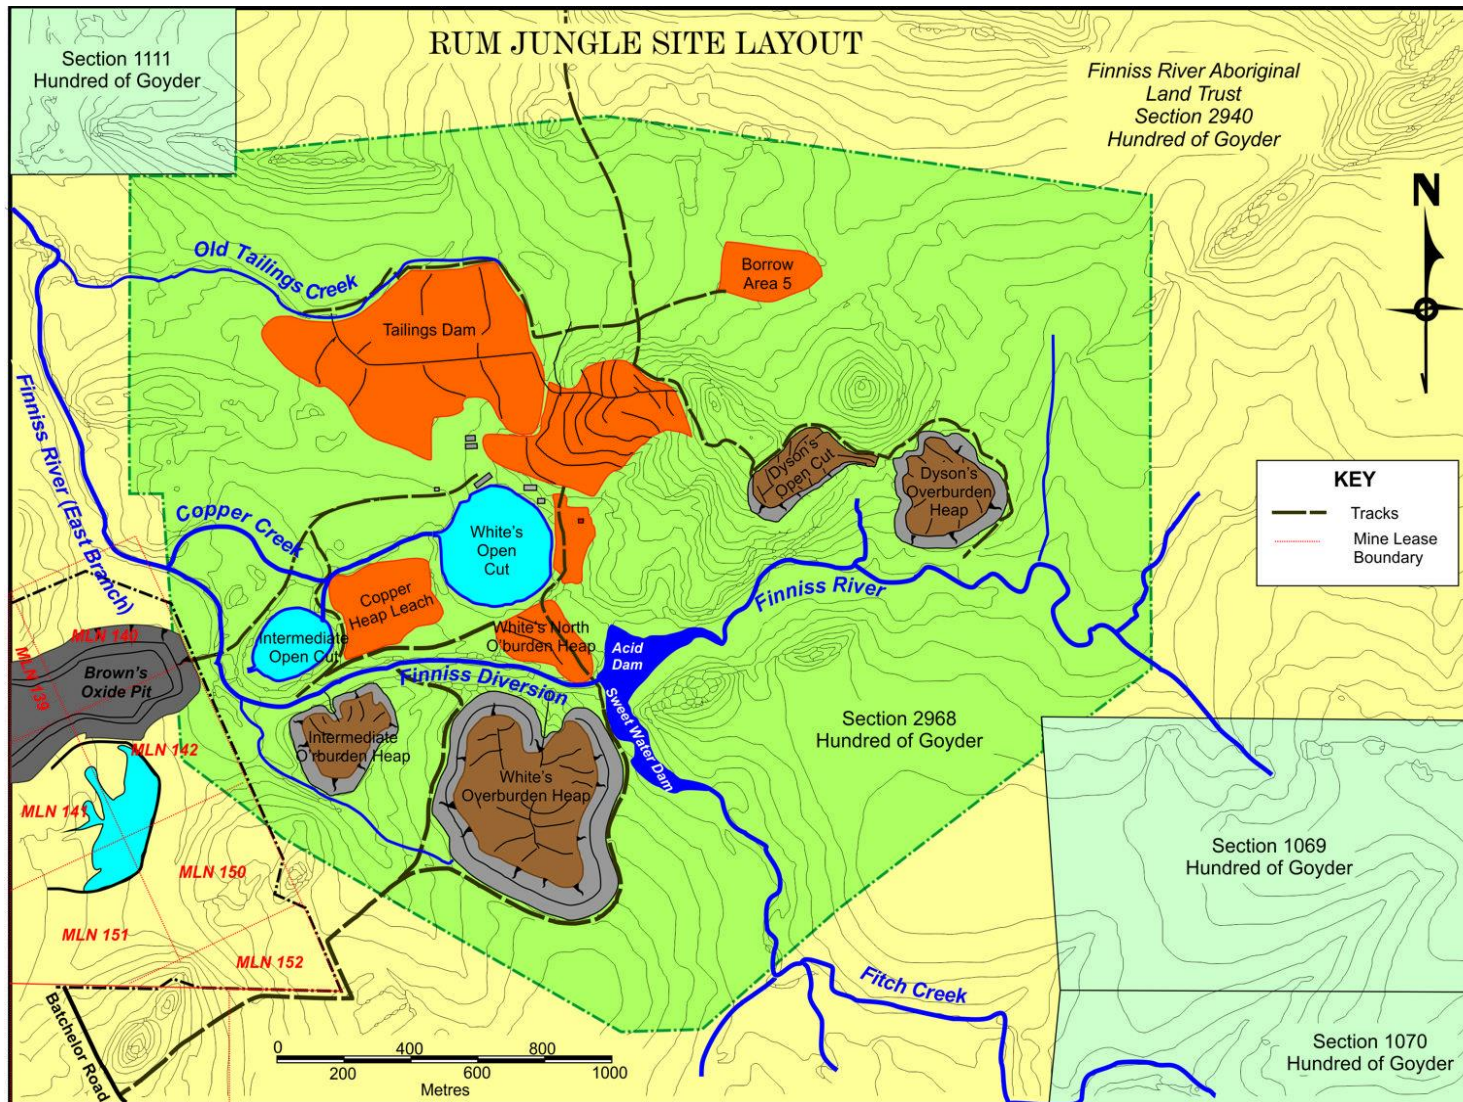 RUM JUNGLE SITE LAYOUT
Section 1111
Hundred of Goyder
Finniss River Aboriginal
Land Trust
Section 2940
Hundred of Goyder
N
Old Tailings Creek
Borrow
Area 5
Tailings Dam
Finniss River (East Branch)
Dyson's
Open Cut
Dyson's
Overburden
Heap
KEY
Tracks
Mine Lease
Boundary
Copper Creek
White's
Open
Cut
Copper
Heap Leach
Finniss River
Intermediate
Open Cut
White's North
O'burden Heap
Acid
Dam
MLN 140
Brown's
Oxide Pit
MLN 139
Finniss Diversion
Sweet Water Dam
MLN 142
Intermediate
O'rburden Heap
White's
Overburden Heap
Section 2968
Hundred of Goyder
MLN 141
MLN 150
Section 1069
Hundred of Goyder
MLN 151
MLN 152
Fitch Creek
Batchelor Road
0 400 800
200 600 1000
Metres
Section 1070
Hundred of Goyder